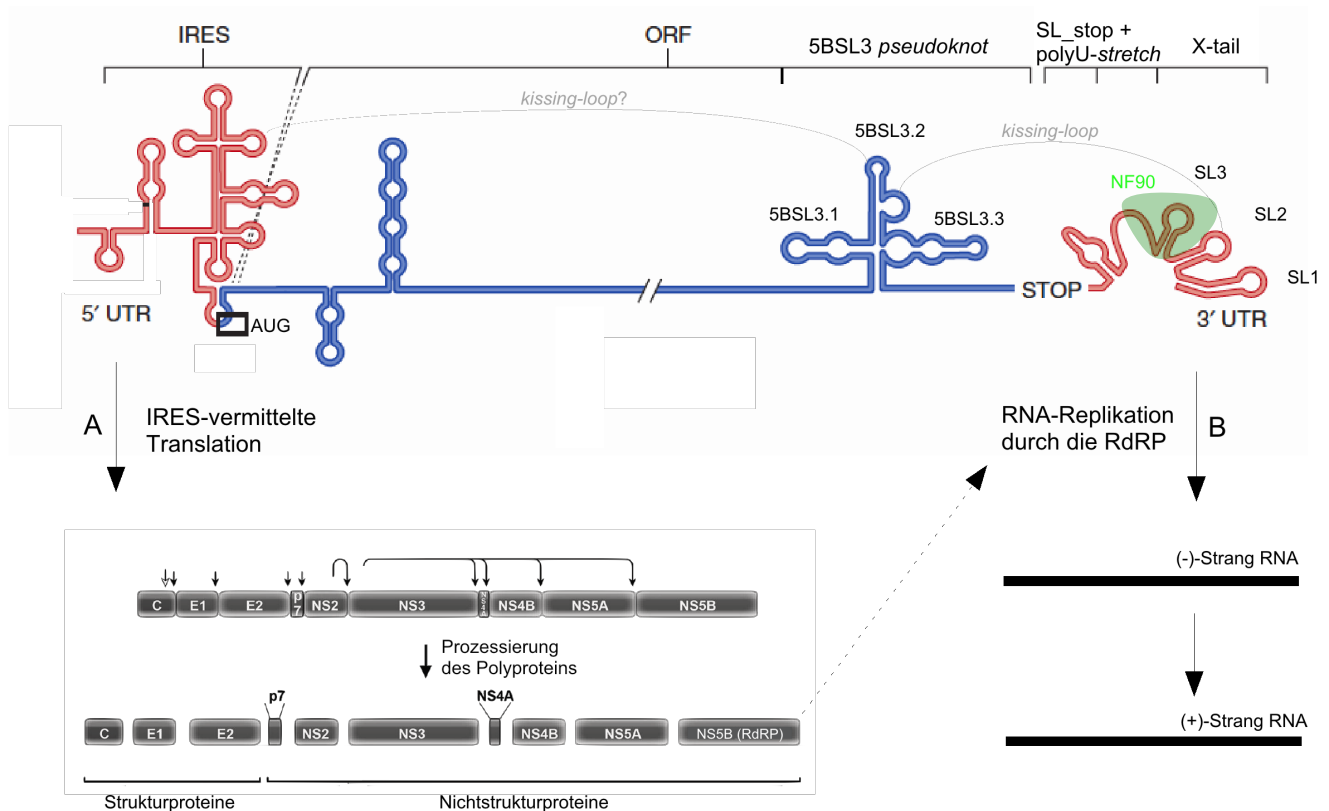 IRES
ORF
5BSL3 pseudoknot
SL_stop +
polyU-stretch
X-tail
kissing-loop?
kissing-loop
5BSL3.2
NF90
SL3
5BSL3.1
5BSL3.3
SL2
SL1
5′ UTR
AUG
STOP
3′ UTR
A
IRES-vermittelte
Translation
RNA-Replikation
durch die RdRP
B
C E1 E2 p7 NS2 NS3 NS4A NS4B NS5A NS5B
Prozessierung
des Polyproteins
p7
NS4A
C E1 E2 NS2 NS3 NS4B NS5A NS5B (RdRP)
Strukturproteine
Nichtstrukturproteine
(-)-Strang RNA
(+)-Strang RNA